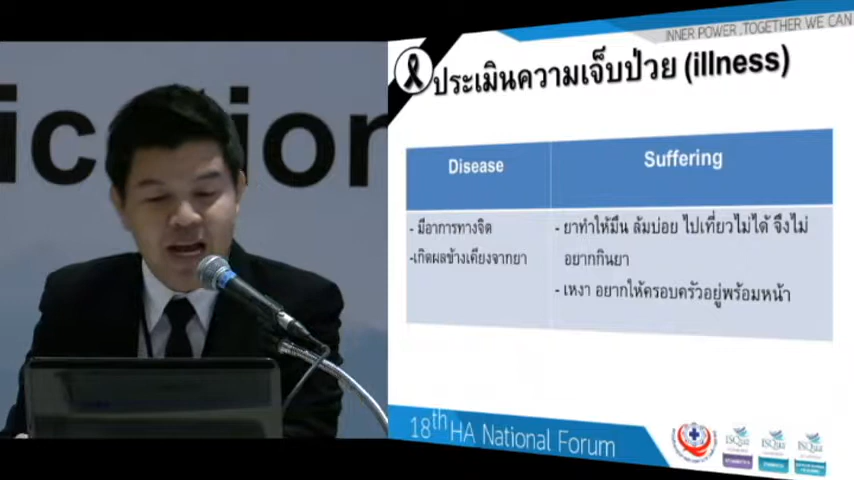 ication
INNER POWER ,TOGETHER WE CAN
ประเมินความเจ็บป่วย (illness)
Disease
Suffering
- มีอาการทางจิต
-เกิดผลข้างเคียงจากยา
- ยาทำให้มึน ล้มบ่อย ไปเที่ยวไม่ได้ จึงไม่
อยากกินยา
- เหงา อยากให้ครอบครัวอยู่พร้อมหน้า
18th HA National Forum
ISQua
ISQua
ISQua